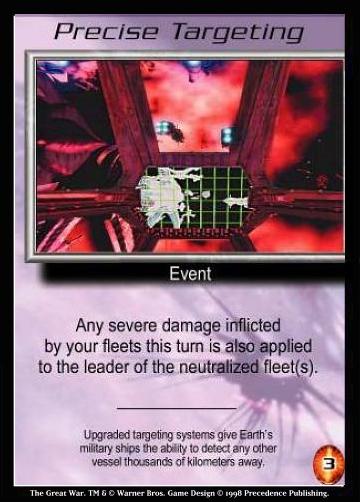 Precise Targeting
Event
Any severe damage inflicted
by your fleets this turn is also applied
to the leader of the neutralized fleet(s).
Upgraded targeting systems give Earth's
military ships the ability to detect any other
vessel thousands of kilometers away.
3
The Great War. TM & © Warner Bros. Game Design © 1998 Precedence Publishing.